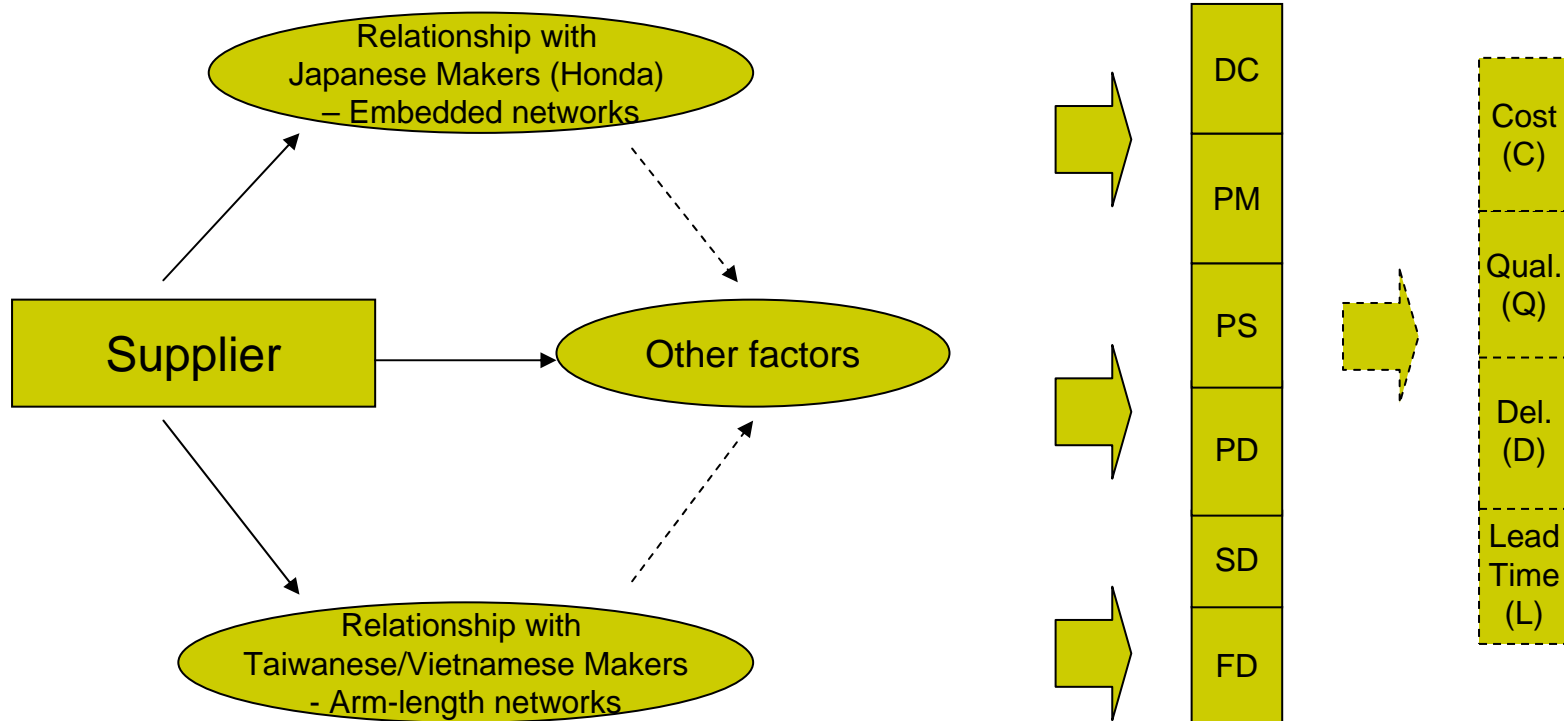 Relationship with
Japanese Makers (Honda)
– Embedded networks
Supplier
Other factors
Relationship with
Taiwanese/Vietnamese Makers
- Arm-length networks
DC
PM
PS
PD
SD
FD
Cost
(C)
Qual.
(Q)
Del.
(D)
Lead
Time
(L)